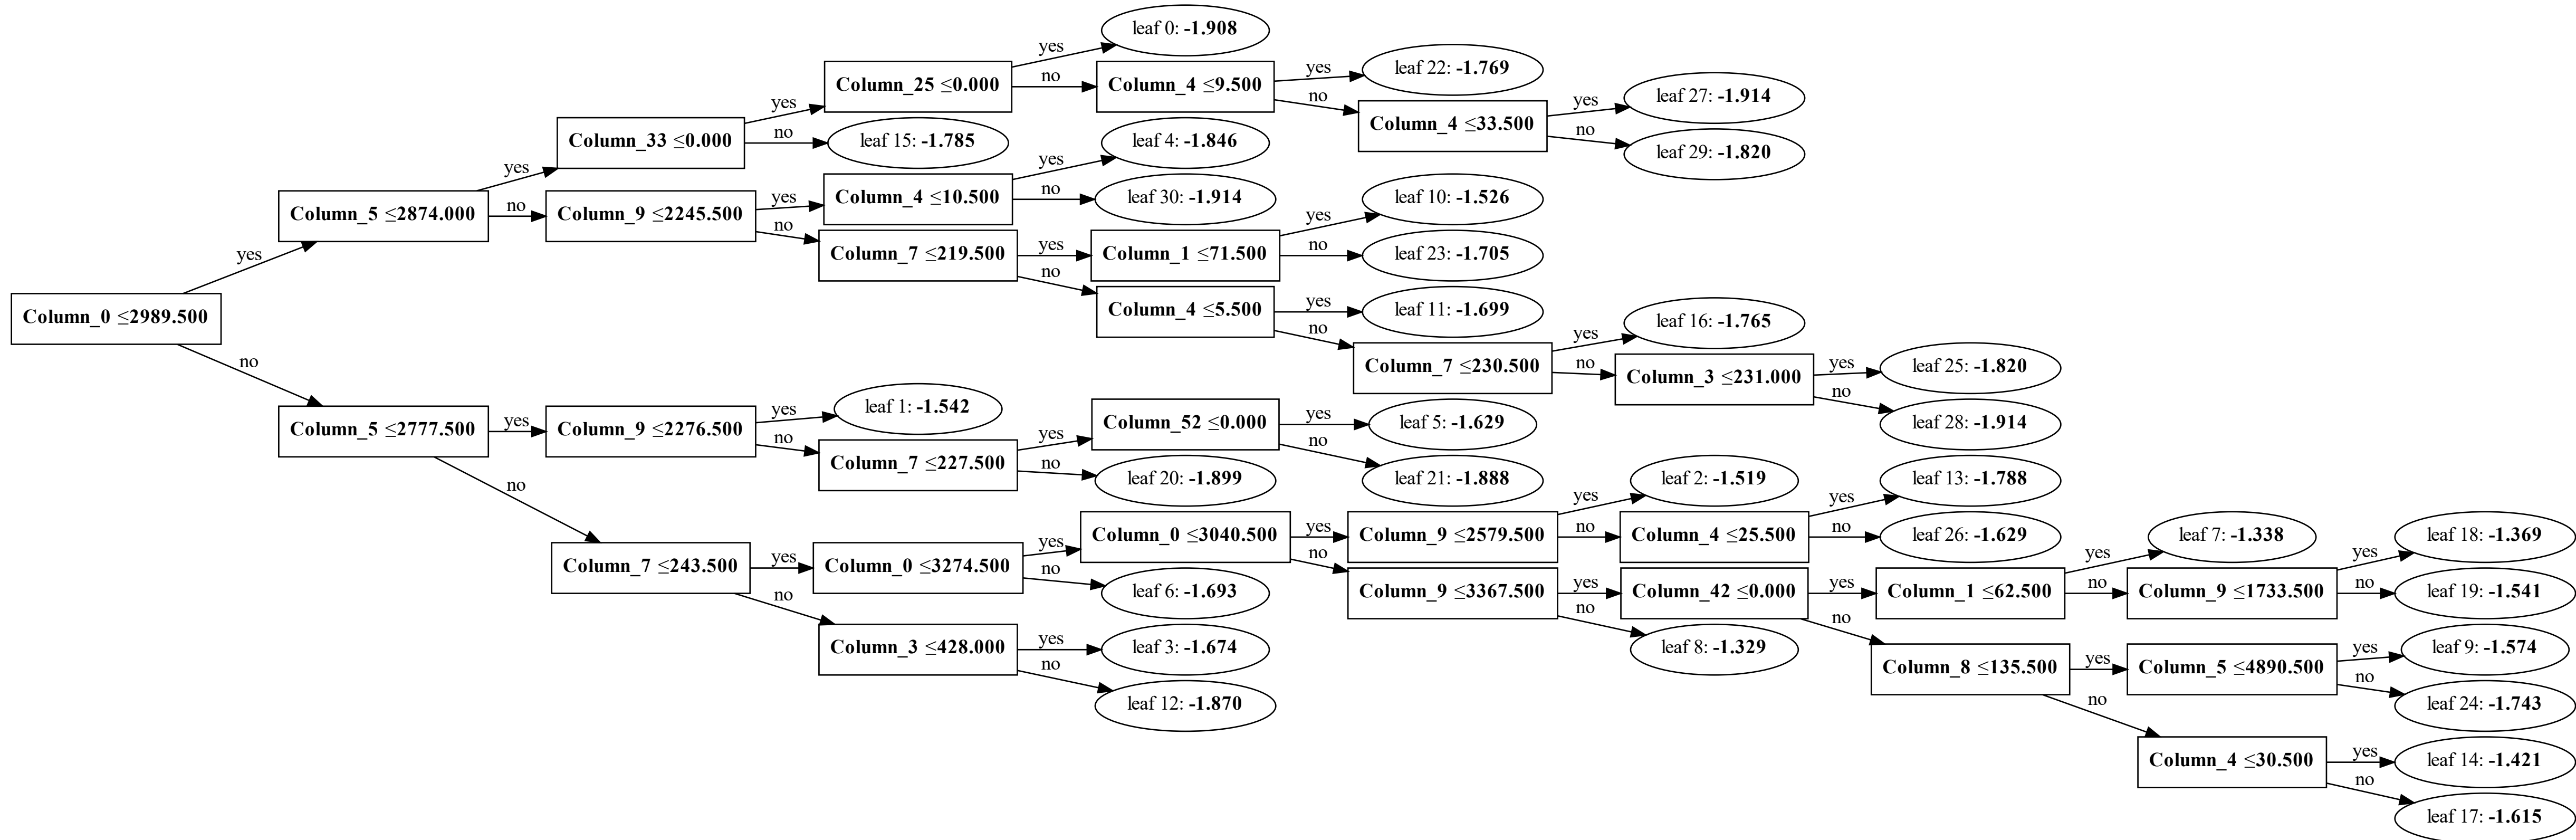 Column_0 ≤2989.500
yes
no
Column_5 ≤2874.000
yes
no
Column_33 ≤0.000
yes
no
Column_25 ≤0.000
yes
no
leaf 0: -1.908
Column_4 ≤9.500
yes
no
leaf 22: -1.769
Column_4 ≤33.500
yes
no
leaf 27: -1.914
leaf 29: -1.820
leaf 15: -1.785
Column_9 ≤2245.500
yes
no
Column_4 ≤10.500
yes
no
leaf 4: -1.846
leaf 30: -1.914
Column_7 ≤219.500
yes
no
Column_1 ≤71.500
yes
no
leaf 10: -1.526
leaf 23: -1.705
Column_4 ≤5.500
yes
no
leaf 11: -1.699
Column_7 ≤230.500
yes
no
leaf 16: -1.765
Column_3 ≤231.000
yes
no
leaf 25: -1.820
leaf 28: -1.914
Column_5 ≤2777.500
yes
no
Column_9 ≤2276.500
yes
no
leaf 1: -1.542
Column_7 ≤227.500
yes
no
Column_52 ≤0.000
yes
no
leaf 5: -1.629
leaf 21: -1.888
leaf 20: -1.899
Column_7 ≤243.500
yes
no
Column_0 ≤3274.500
yes
no
Column_0 ≤3040.500
yes
no
Column_9 ≤2579.500
yes
no
leaf 2: -1.519
Column_4 ≤25.500
yes
no
leaf 13: -1.788
leaf 26: -1.629
Column_9 ≤3367.500
yes
no
Column_42 ≤0.000
yes
no
Column_1 ≤62.500
yes
no
leaf 7: -1.338
Column_9 ≤1733.500
yes
no
leaf 18: -1.369
leaf 19: -1.541
Column_8 ≤135.500
yes
no
Column_5 ≤4890.500
yes
no
leaf 9: -1.574
leaf 24: -1.743
Column_4 ≤30.500
yes
no
leaf 14: -1.421
leaf 17: -1.615
leaf 8: -1.329
leaf 6: -1.693
Column_3 ≤428.000
yes
no
leaf 3: -1.674
leaf 12: -1.870